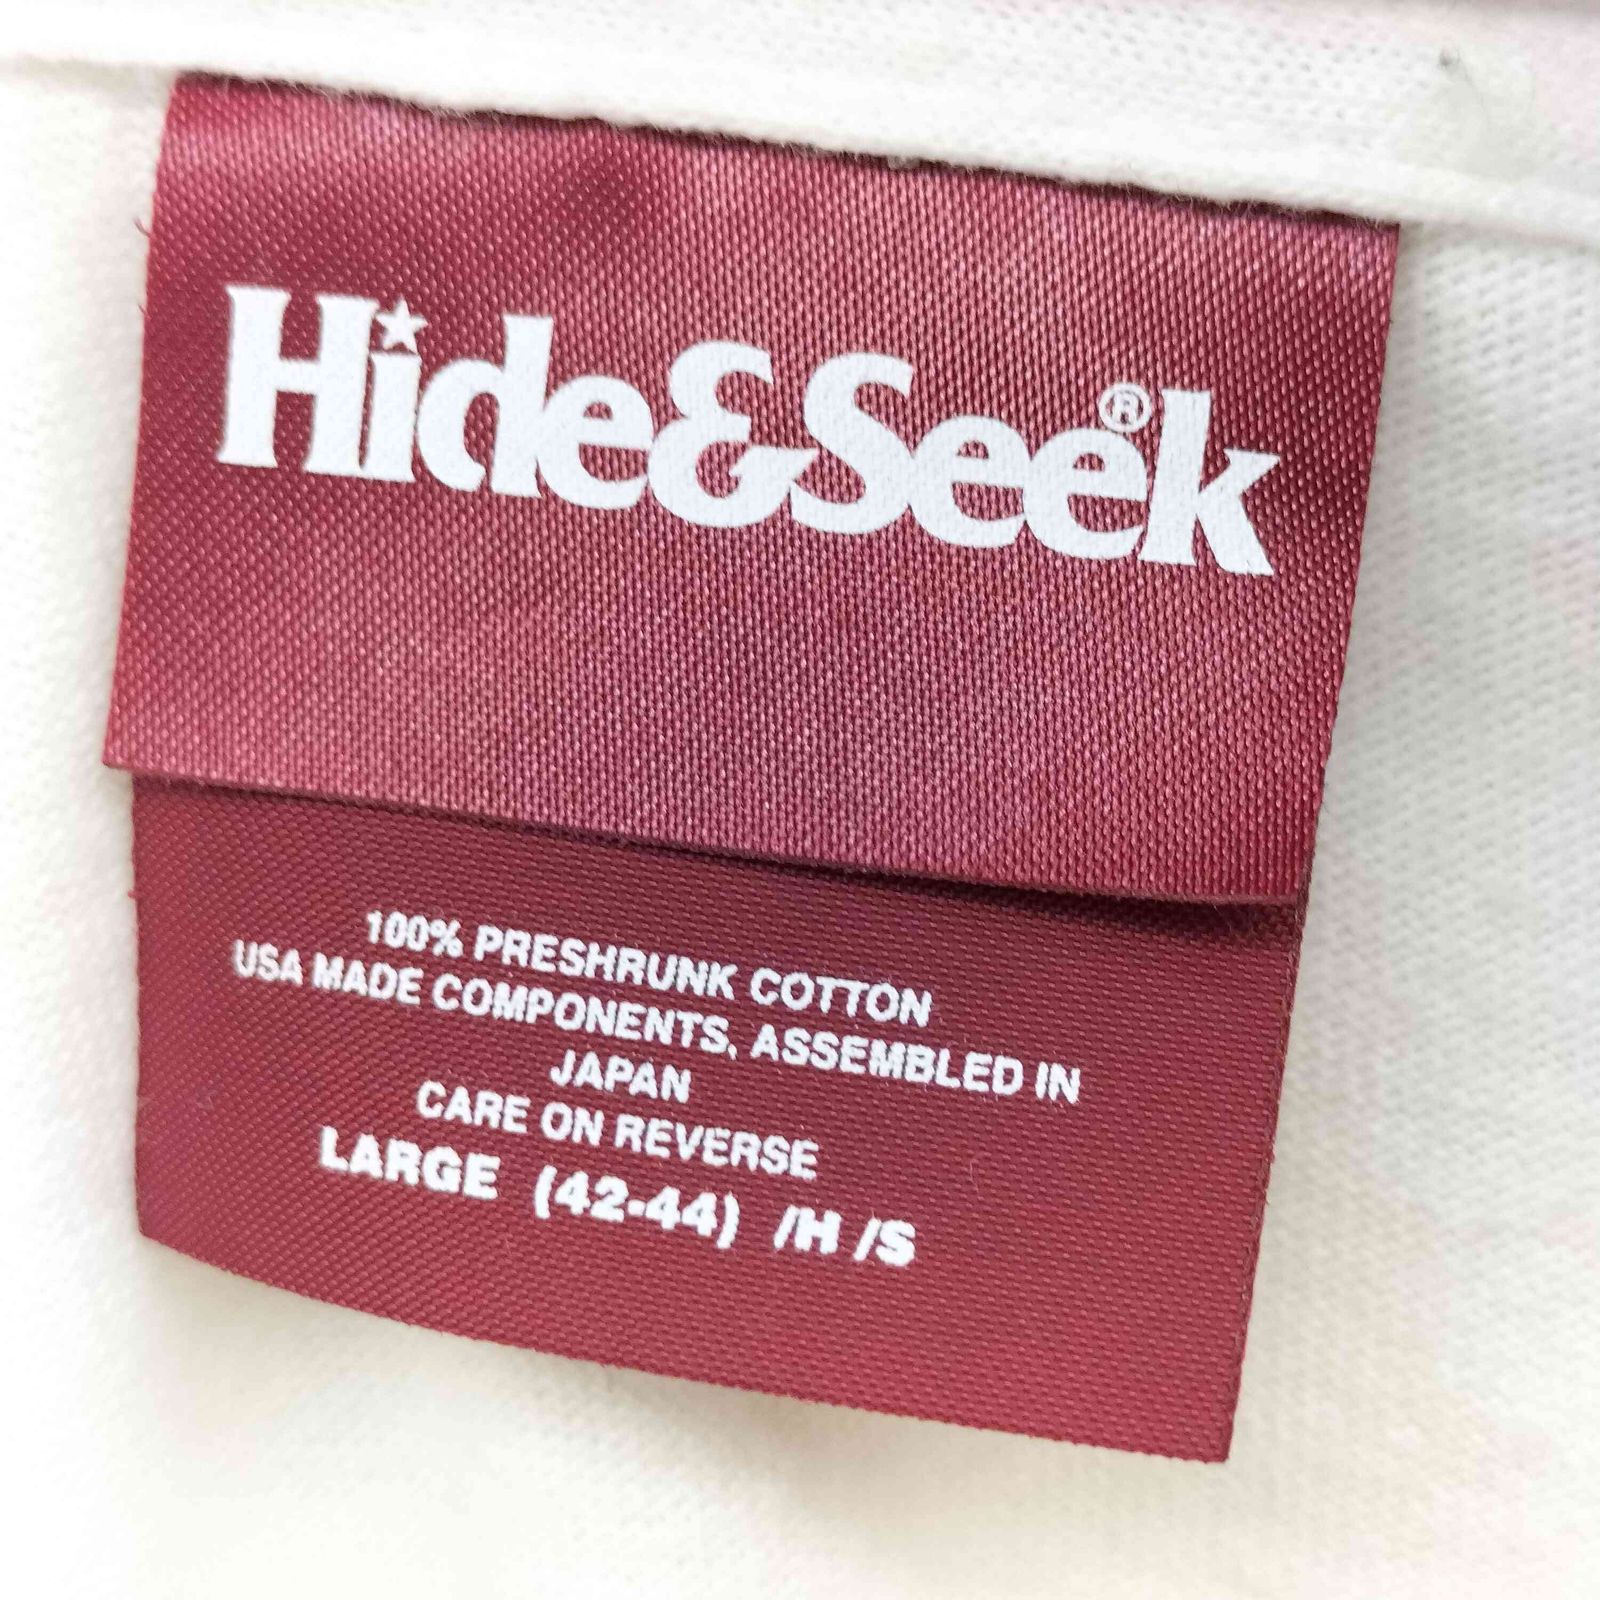 Hide&Seek®
100% PRESHRUNK COTTON
USA MADE COMPONENTS, ASSEMBLED IN
JAPAN
CARE ON REVERSE
LARGE (42-44) /H /S